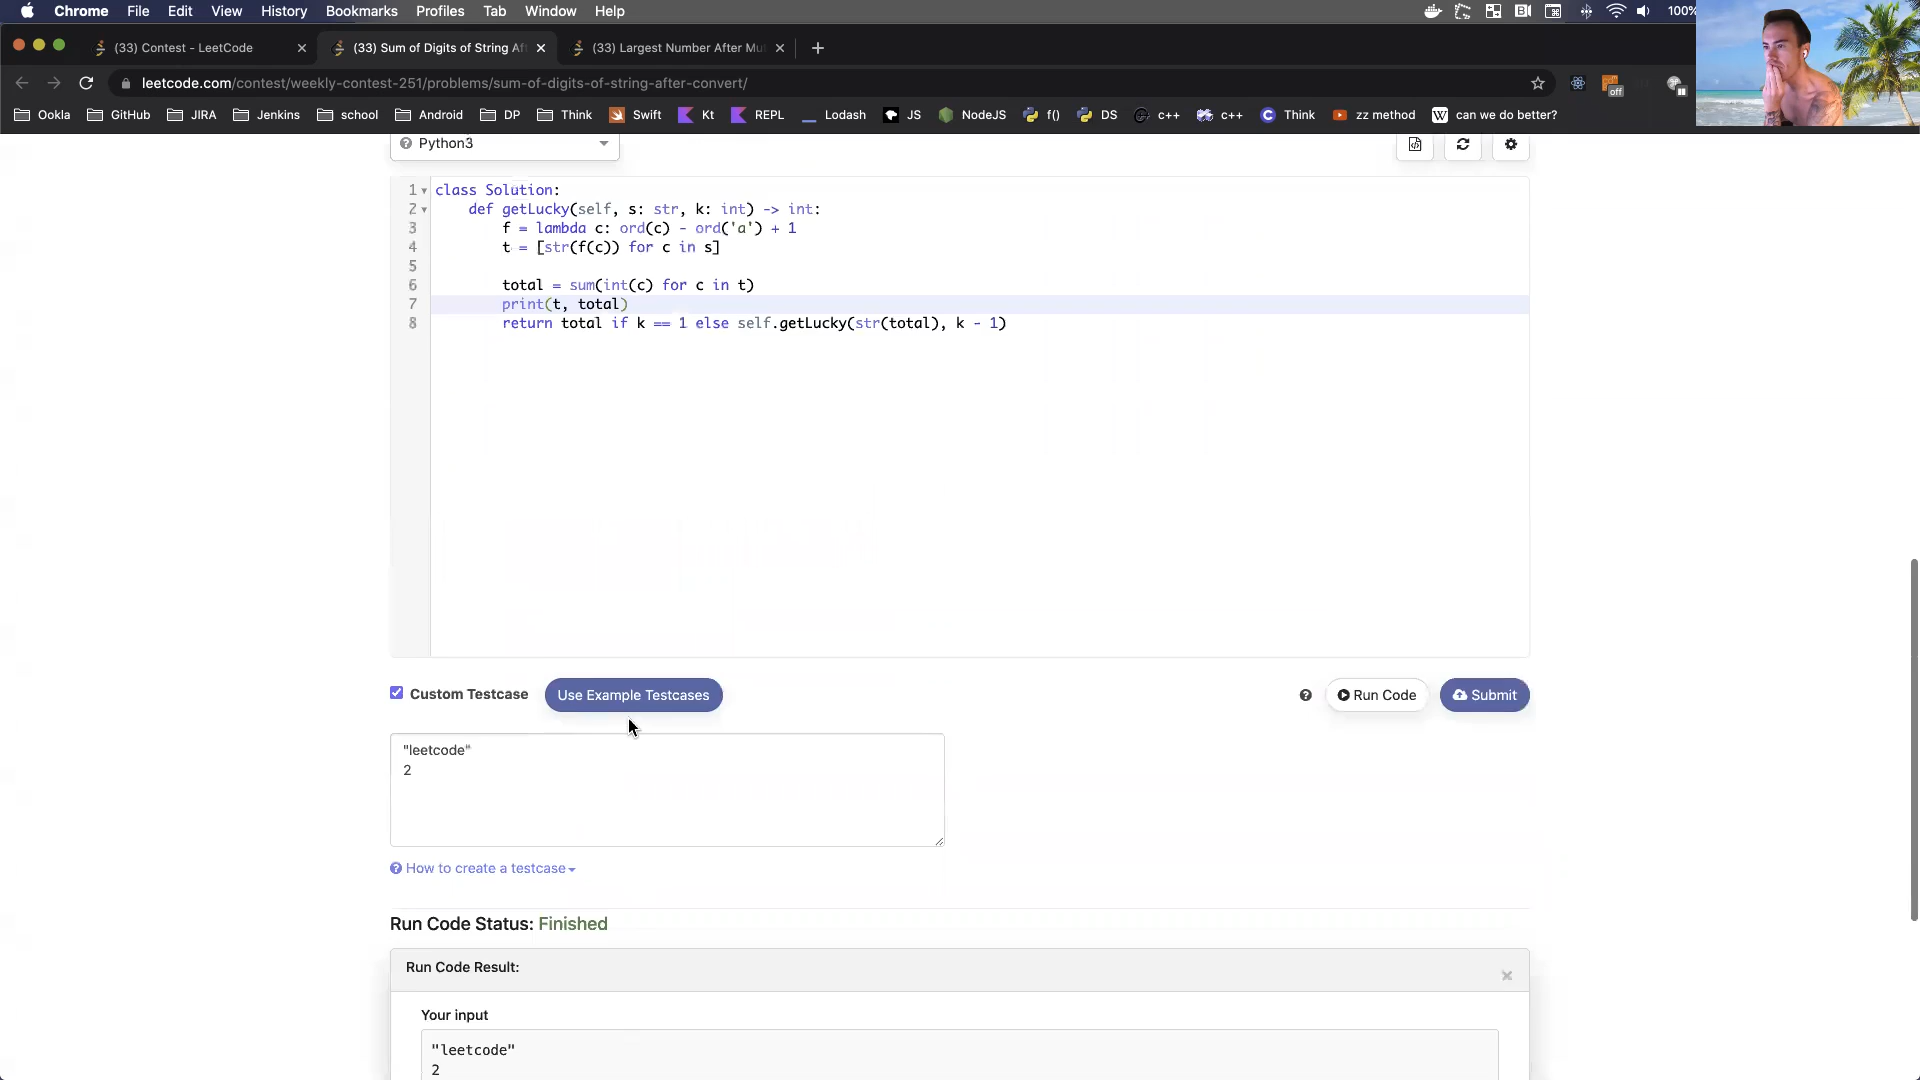 Chrome File Edit View History Bookmarks Profiles Tab Window Help 100%
(33) Contest - LeetCode (33) Sum of Digits of String Af (33) Largest Number After Mu
leetcode.com/contest/weekly-contest-251/problems/sum-of-digits-of-string-after-convert/
off
Ookla GitHub JIRA Jenkins school Android DP Think Swift Kt REPL Lodash JS NodeJS f() DS c++ c++ Think zz method can we do better?
Python3
1 class Solution:
2 def getLucky(self, s: str, k: int) -> int:
3 f = lambda c: ord(c) - ord('a') + 1
4 t = [str(f(c)) for c in s]
5
6 total = sum(int(c) for c in t)
7 print(t, total)
8 return total if k == 1 else self.getLucky(str(total), k - 1)
Custom Testcase Use Example Testcases Run Code Submit
"leetcode"
2
How to create a testcase
Run Code Status: Finished
Run Code Result:
Your input
"leetcode"
2